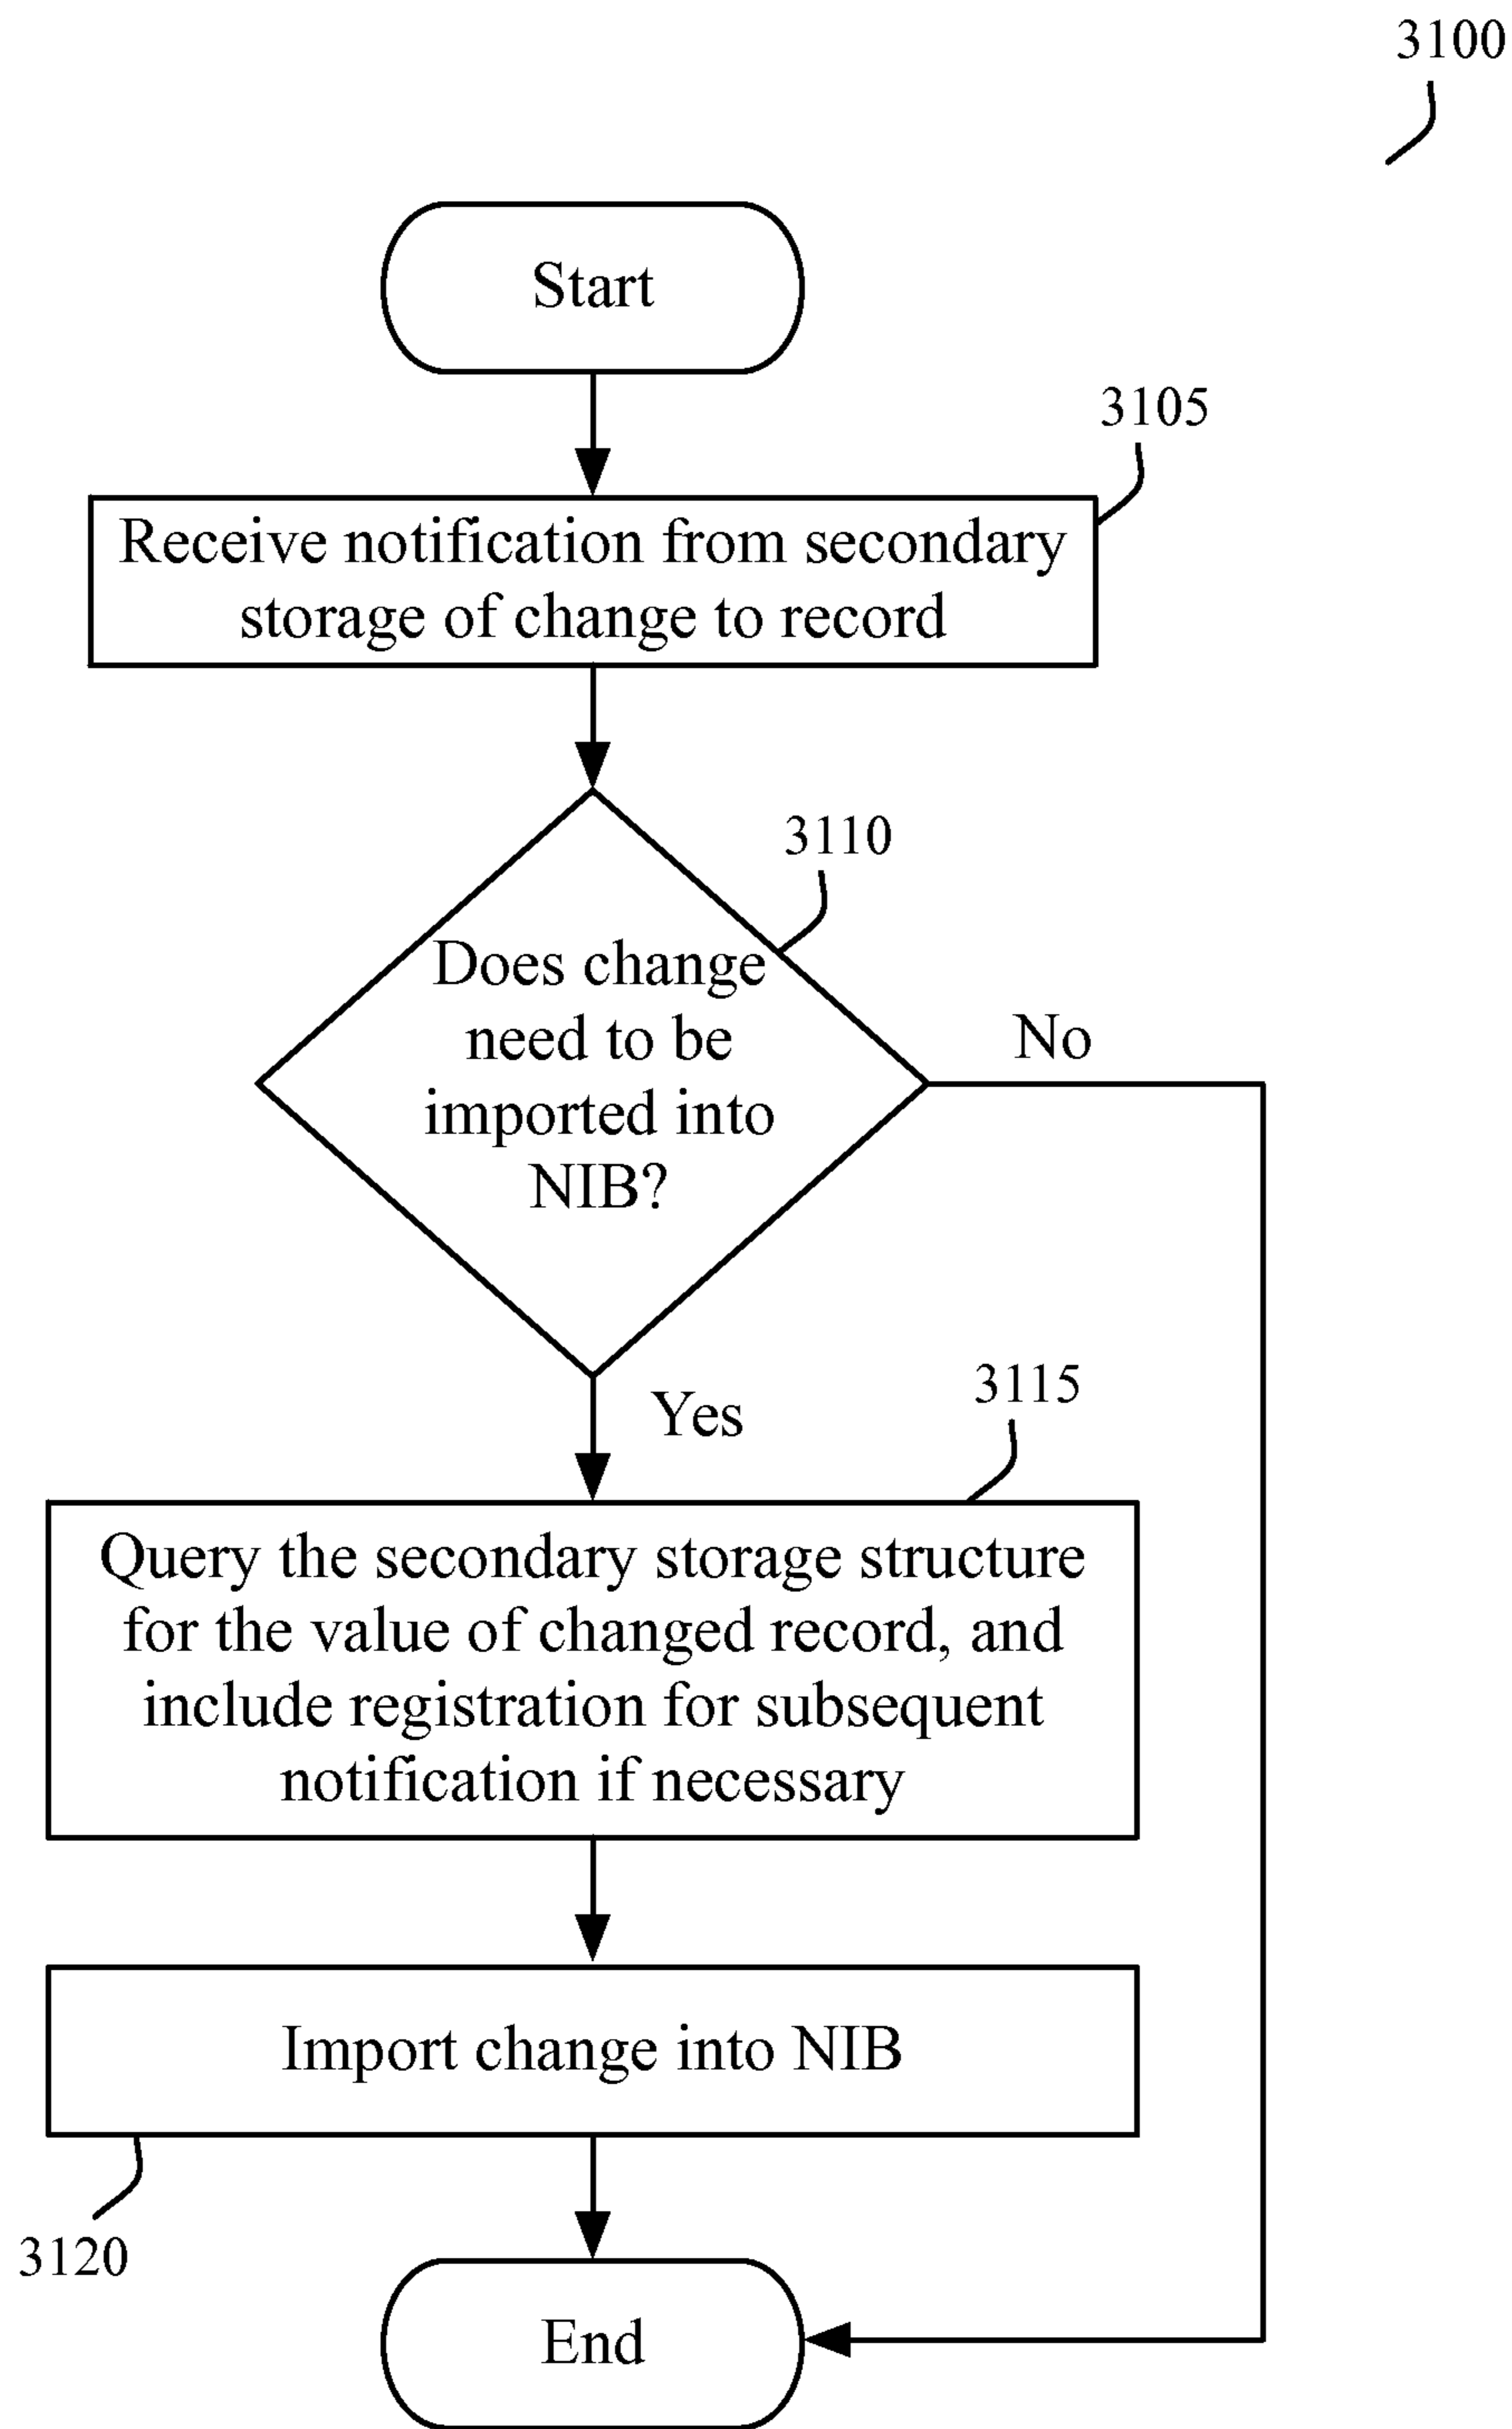 3100
Start
3105
Receive notification from secondary
storage of change to record
3110
Does change
need to be
imported into
NIB?
No
Yes
3115
Query the secondary storage structure
for the value of changed record, and
include registration for subsequent
notification if necessary
Import change into NIB
3120
End